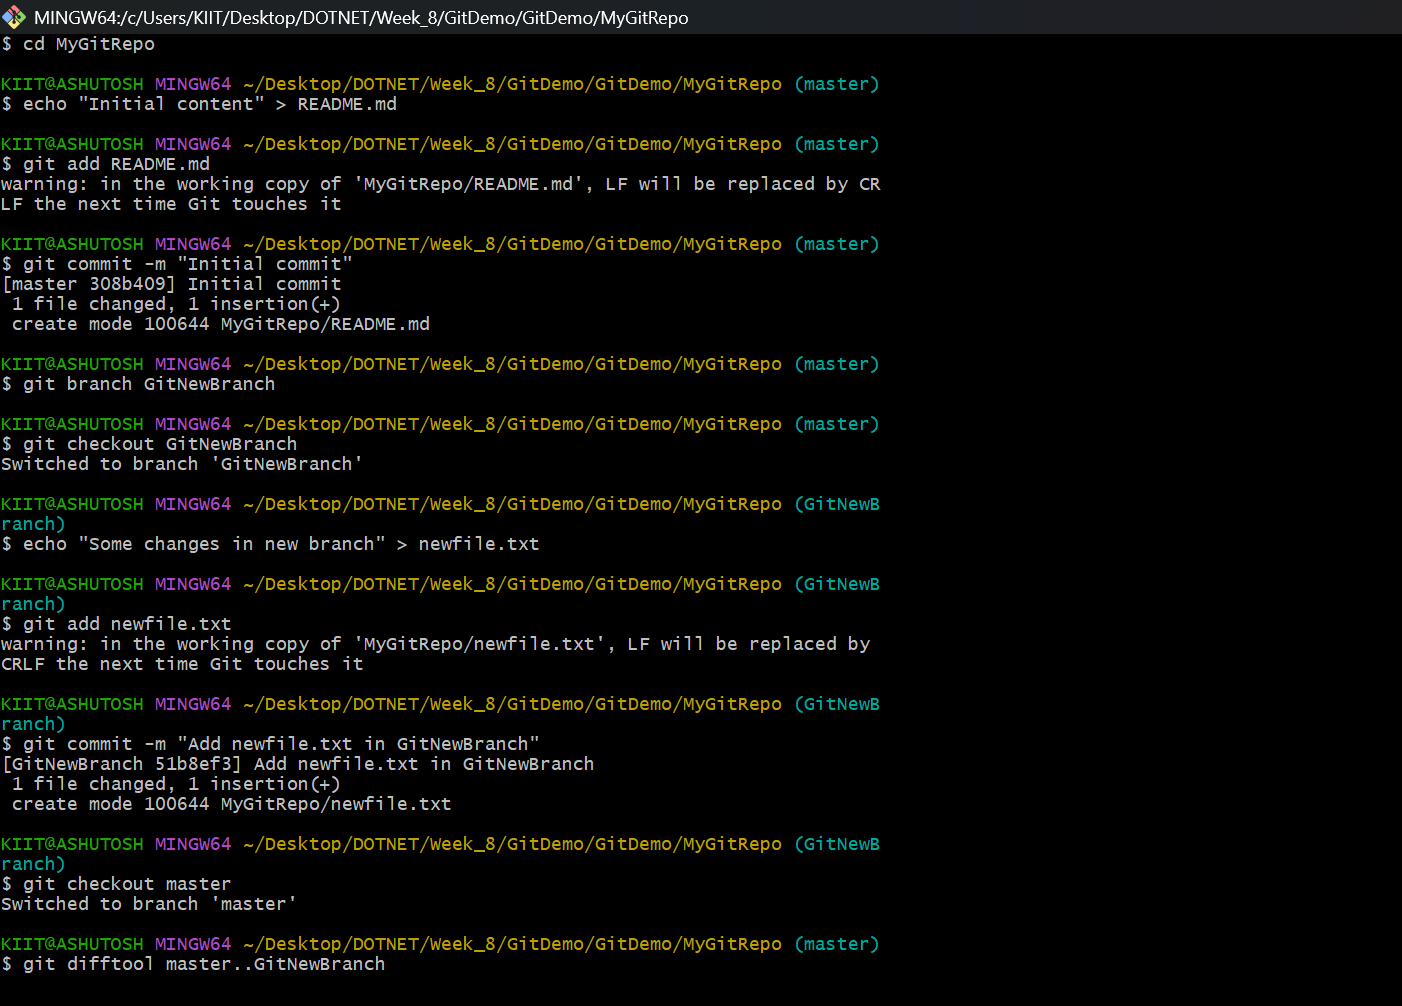 MINGW64:/c/Users/KIIT/Desktop/DOTNET/Week_8/GitDemo/GitDemo/MyGitRepo
$ cd MyGitRepo
KIIT@ASHUTOSH MINGW64 ~/Desktop/DOTNET/Week_8/GitDemo/GitDemo/MyGitRepo (master)
$ echo "Initial content" > README.md
KIIT@ASHUTOSH MINGW64 ~/Desktop/DOTNET/Week_8/GitDemo/GitDemo/MyGitRepo (master)
$ git add README.md
warning: in the working copy of 'MyGitRepo/README.md', LF will be replaced by CR
LF the next time Git touches it
KIIT@ASHUTOSH MINGW64 ~/Desktop/DOTNET/Week_8/GitDemo/GitDemo/MyGitRepo (master)
$ git commit -m "Initial commit"
[master 308b409] Initial commit
 1 file changed, 1 insertion(+)
 create mode 100644 MyGitRepo/README.md
KIIT@ASHUTOSH MINGW64 ~/Desktop/DOTNET/Week_8/GitDemo/GitDemo/MyGitRepo (master)
$ git branch GitNewBranch
KIIT@ASHUTOSH MINGW64 ~/Desktop/DOTNET/Week_8/GitDemo/GitDemo/MyGitRepo (master)
$ git checkout GitNewBranch
Switched to branch 'GitNewBranch'
KIIT@ASHUTOSH MINGW64 ~/Desktop/DOTNET/Week_8/GitDemo/GitDemo/MyGitRepo (GitNewB
ranch)
$ echo "Some changes in new branch" > newfile.txt
KIIT@ASHUTOSH MINGW64 ~/Desktop/DOTNET/Week_8/GitDemo/GitDemo/MyGitRepo (GitNewB
ranch)
$ git add newfile.txt
warning: in the working copy of 'MyGitRepo/newfile.txt', LF will be replaced by
CRLF the next time Git touches it
KIIT@ASHUTOSH MINGW64 ~/Desktop/DOTNET/Week_8/GitDemo/GitDemo/MyGitRepo (GitNewB
ranch)
$ git commit -m "Add newfile.txt in GitNewBranch"
[GitNewBranch 51b8ef3] Add newfile.txt in GitNewBranch
 1 file changed, 1 insertion(+)
 create mode 100644 MyGitRepo/newfile.txt
KIIT@ASHUTOSH MINGW64 ~/Desktop/DOTNET/Week_8/GitDemo/GitDemo/MyGitRepo (GitNewB
ranch)
$ git checkout master
Switched to branch 'master'
KIIT@ASHUTOSH MINGW64 ~/Desktop/DOTNET/Week_8/GitDemo/GitDemo/MyGitRepo (master)
$ git difftool master..GitNewBranch